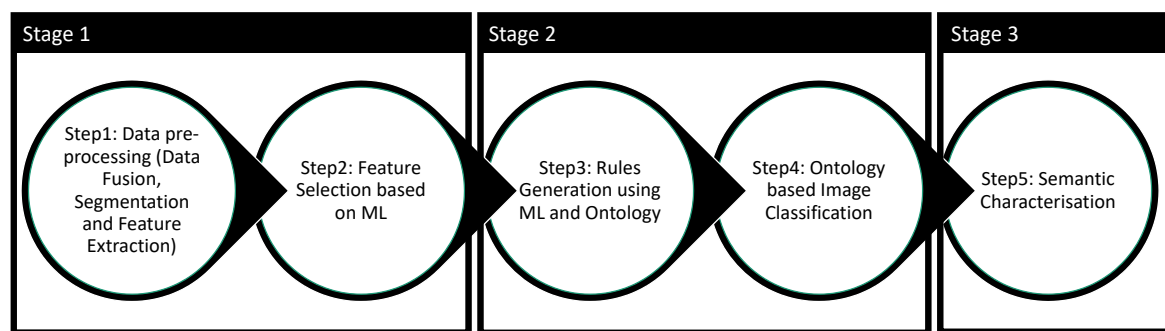 Stage 1
Step1: Data pre-
processing (Data
Fusion,
Segmentation
and Feature
Extraction)
Step2: Feature
Selection based
on ML
Stage 2
Step3: Rules
Generation using
ML and Ontology
Step4: Ontology
based Image
Classification
Stage 3
Step5: Semantic
Characterisation